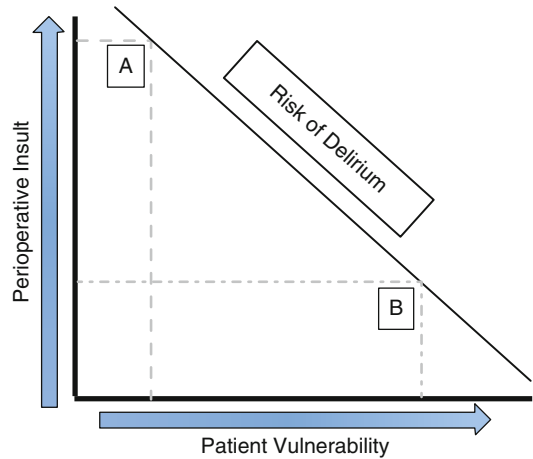 A
Risk of Delirium
Perioperative Insult
B
Patient Vulnerability